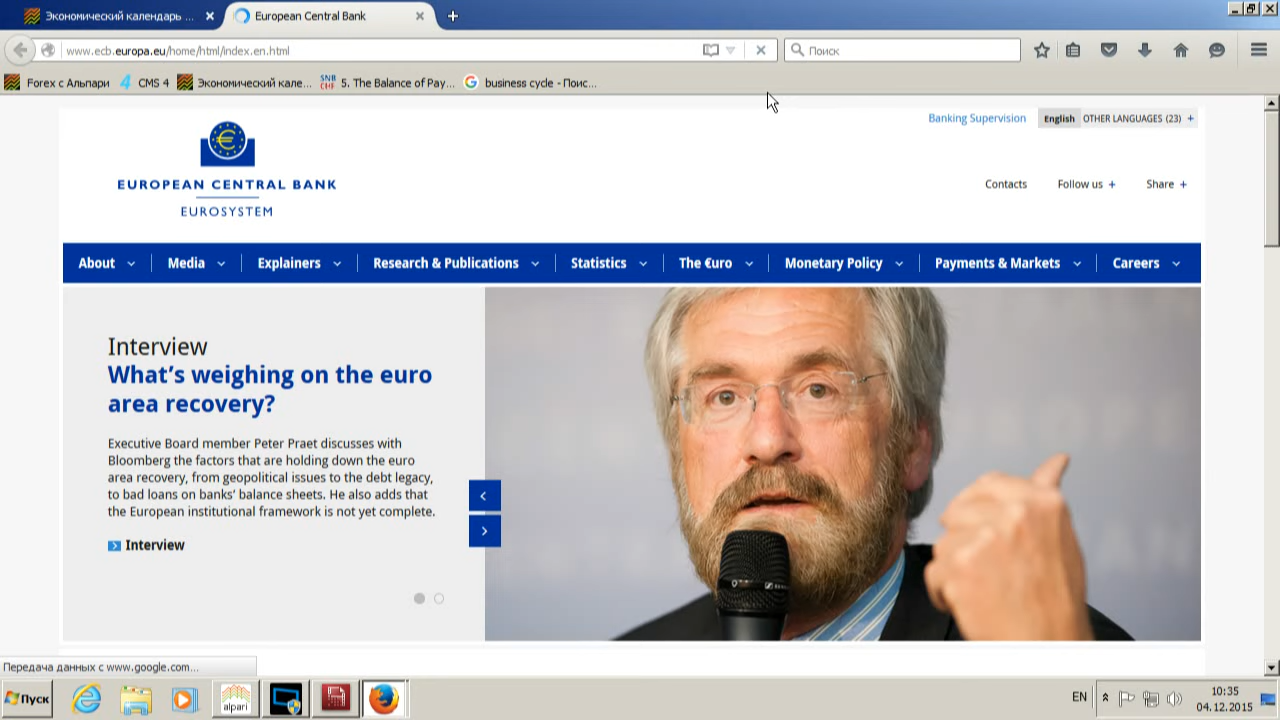 Экономический календарь ...
European Central Bank
www.ecb.europa.eu/home/html/index.en.html
Поиск
Forex с Альпари
CMS 4
Экономический кале...
SNB
CHF
5. The Balance of Pay...
business cycle - Поис...
Banking Supervision
English
OTHER LANGUAGES (23) +
EUROPEAN CENTRAL BANK
EUROSYSTEM
Contacts
Follow us +
Share +
About
Media
Explainers
Research & Publications
Statistics
The €uro
Monetary Policy
Payments & Markets
Careers
Interview
What's weighing on the euro
area recovery?
Executive Board member Peter Praet discusses with
Bloomberg the factors that are holding down the euro
area recovery, from geopolitical issues to the debt legacy,
to bad loans on banks' balance sheets. He also adds that
the European institutional framework is not yet complete.
Interview
Передача данных с www.google.com...
Пуск
alpari
EN
10:35
04.12.2015